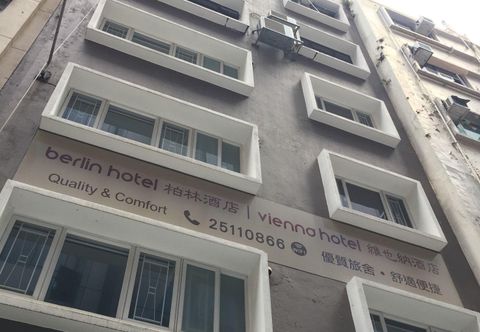 berlin hotel 柏林酒店 | vienna hotel 維也納酒店
Quality & Comfort 25110866 優質旅舍・舒適便捷